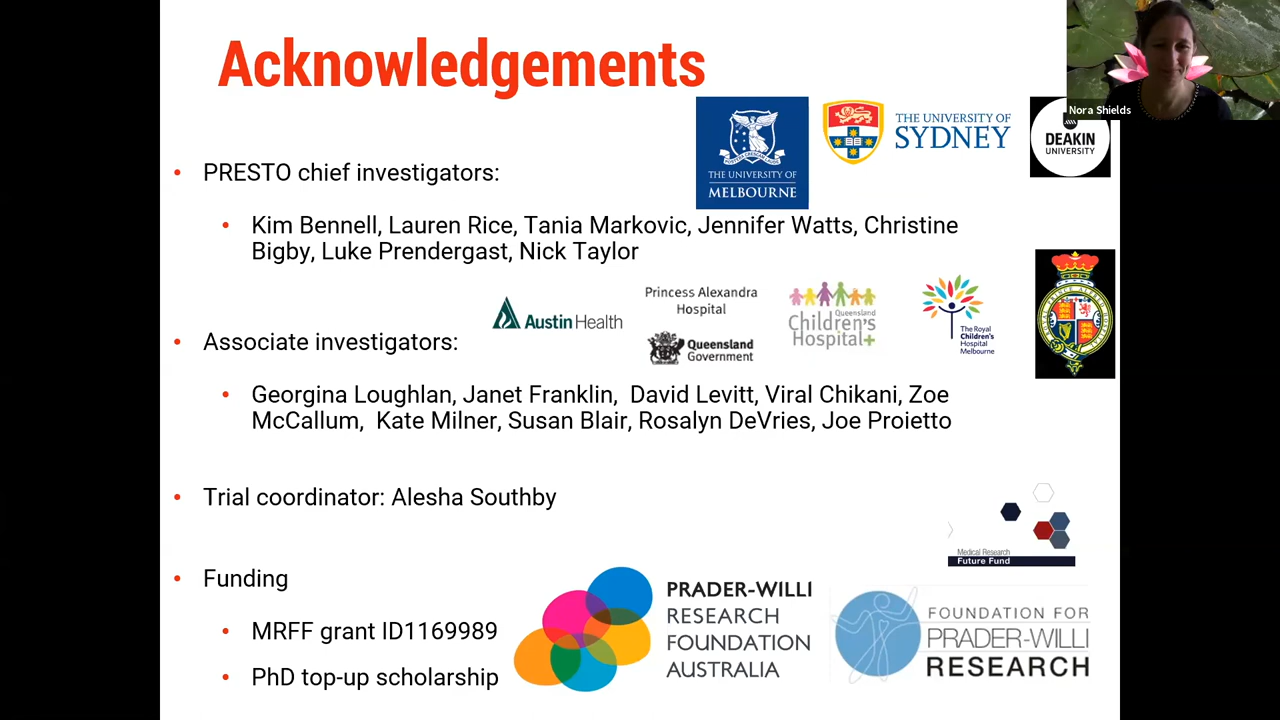 Acknowledgements
Nora Shields
THE UNIVERSITY OF
MELBOURNE
THE UNIVERSITY OF
SYDNEY
DEAKIN
UNIVERSITY
• PRESTO chief investigators:
• Kim Bennell, Lauren Rice, Tania Markovic, Jennifer Watts, Christine
Bigby, Luke Prendergast, Nick Taylor
Austin Health
Princess Alexandra
Hospital
Queensland
Government
Queensland
Children's
Hospital
The Royal
Children's
Hospital
Melbourne
• Associate investigators:
• Georgina Loughlan, Janet Franklin,  David Levitt, Viral Chikani, Zoe
McCallum,  Kate Milner, Susan Blair, Rosalyn DeVries, Joe Proietto
• Trial coordinator: Alesha Southby
Medical Research
Future Fund
• Funding
• MRFF grant ID1169989
• PhD top-up scholarship
PRADER-WILLI
RESEARCH
FOUNDATION
AUSTRALIA
FOUNDATION FOR
PRADER-WILLI
RESEARCH